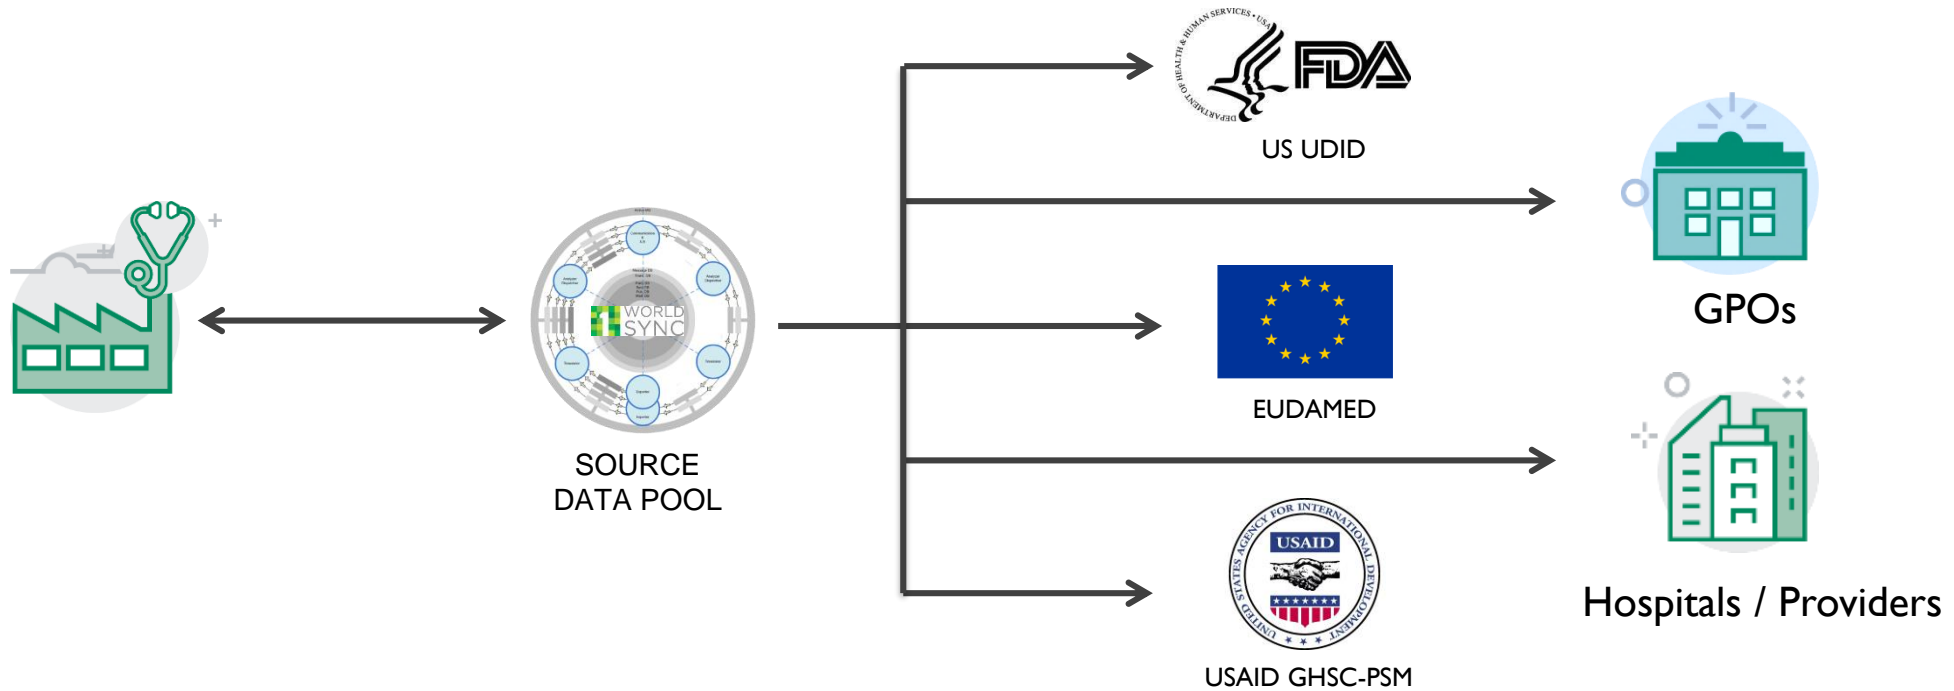 DEPARTMENT OF HEALTH & HUMAN SERVICES • USA
FDA
US UDID
GPOs
1 WORLD
SYNC
SOURCE
DATA POOL
EUDAMED
UNITED STATES AGENCY FOR INTERNATIONAL DEVELOPMENT
USAID
Hospitals / Providers
USAID GHSC-PSM